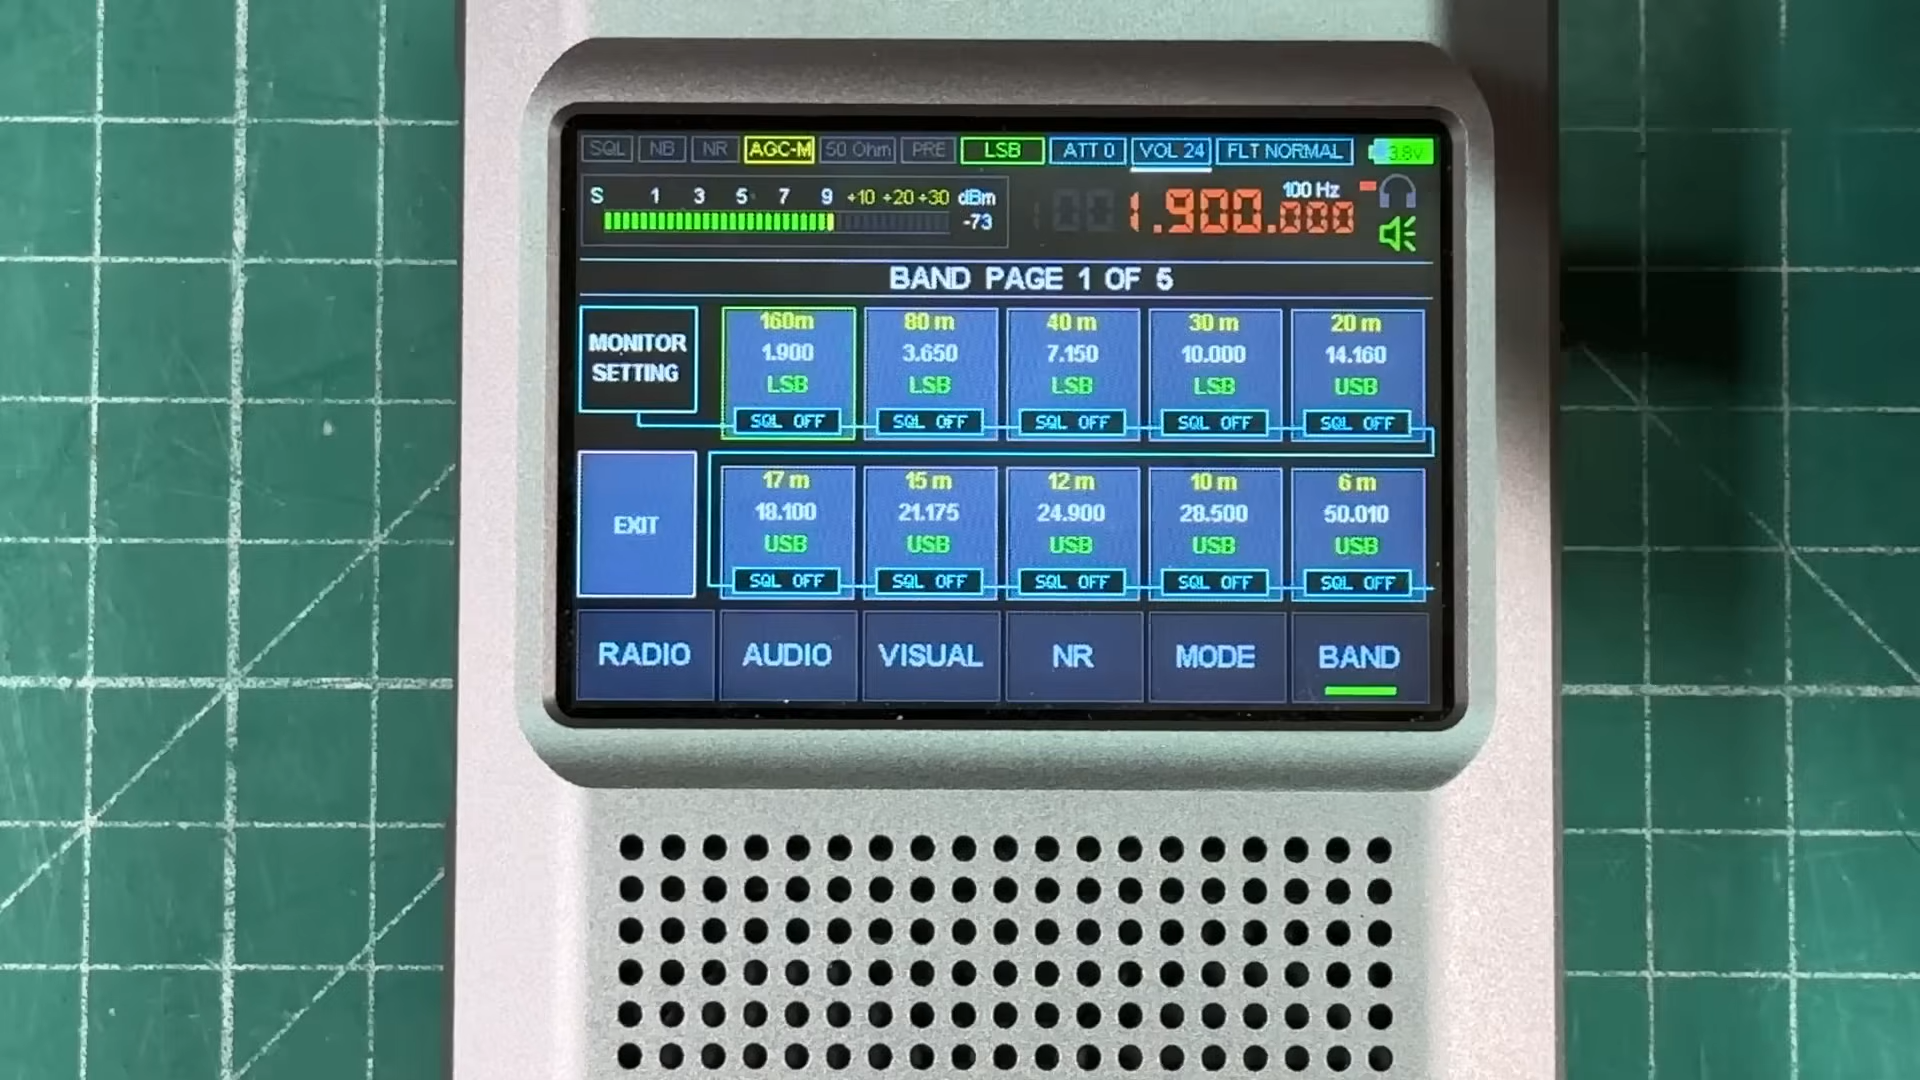 SQL NB NR AGC-M 50 Ohm PRE LSB ATT 0 VOL 24 FLT NORMAL 3.8V
S 1 3 5 7 9 +10 +20 +30 dBm
-73
100 Hz
1.900.000
BAND PAGE 1 OF 5
MONITOR SETTING
160m 80 m 40 m 30 m 20 m
1.900 3.650 7.150 10.000 14.160
LSB LSB LSB LSB USB
SQL OFF SQL OFF SQL OFF SQL OFF SQL OFF
EXIT
17 m 15 m 12 m 10 m 6 m
18.100 21.175 24.900 28.500 50.010
USB USB USB USB USB
SQL OFF SQL OFF SQL OFF SQL OFF SQL OFF
RADIO AUDIO VISUAL NR MODE BAND